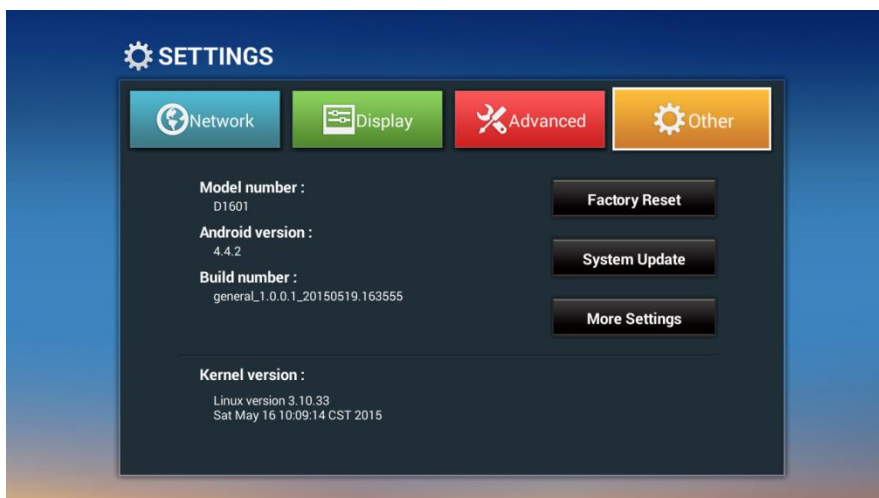 SETTINGS
Network
Display
Advanced
Other
Model number :
D1601
Android version :
4.4.2
Build number :
general_1.0.0.1_20150519.163555
Factory Reset
System Update
More Settings
Kernel version :
Linux version 3.10.33
Sat May 16 10:09:14 CST 2015